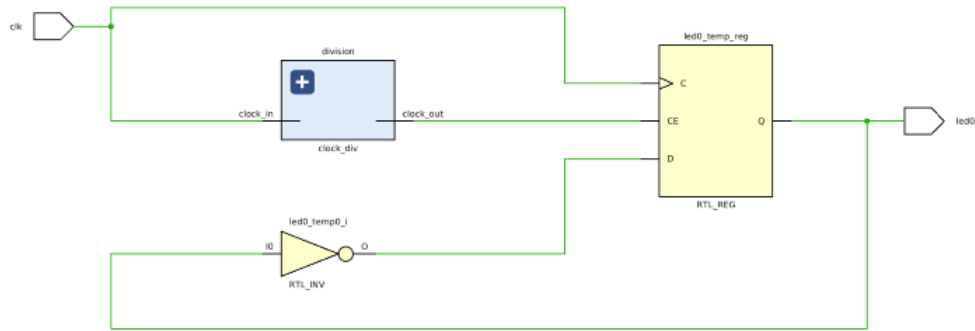 clk
division
clock_in
clock_out
clock_div
led0_temp_reg
C
CE
Q
D
RTL_REG
led0
led0_temp0_i
I0
O
RTL_INV